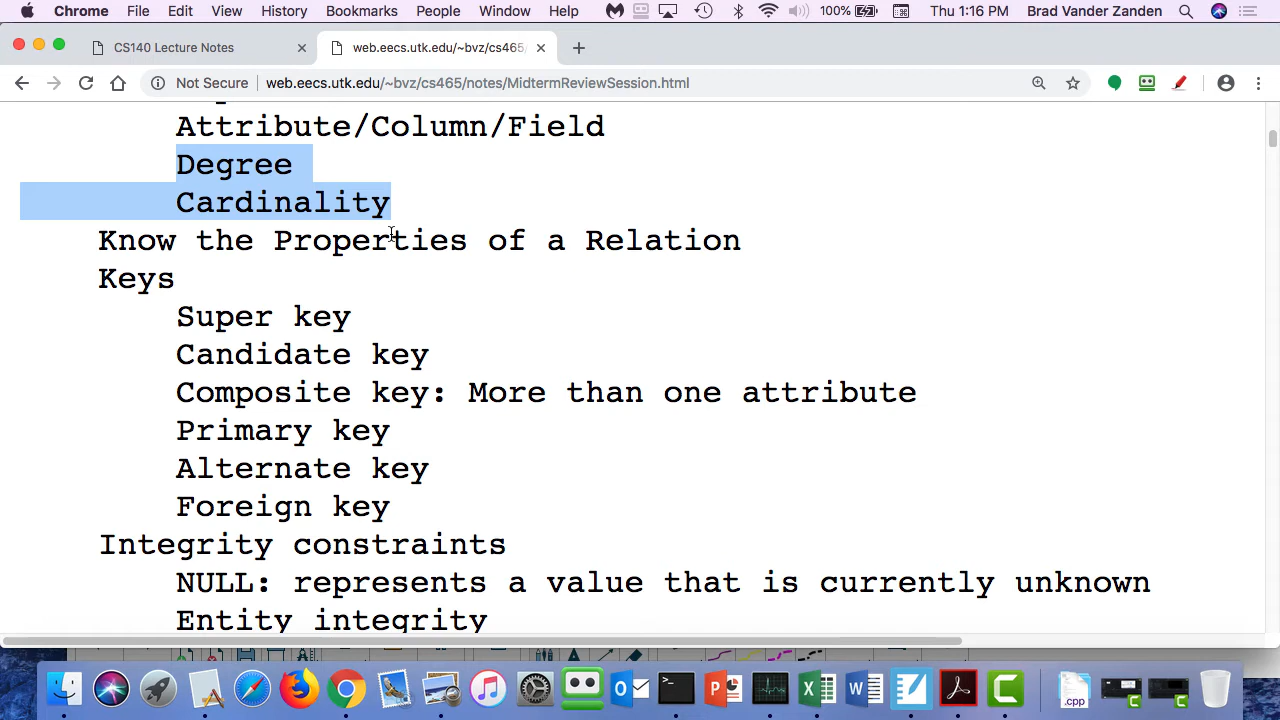 Chrome File Edit View History Bookmarks People Window Help 100% Thu 1:16 PM Brad Vander Zanden
CS140 Lecture Notes
web.eecs.utk.edu/~bvz/cs465/
Not Secure web.eecs.utk.edu/~bvz/cs465/notes/MidtermReviewSession.html
Attribute/Column/Field
Degree
Cardinality
Know the Properties of a Relation
Keys
Super key
Candidate key
Composite key: More than one attribute
Primary key
Alternate key
Foreign key
Integrity constraints
NULL: represents a value that is currently unknown
Entity integrity
.cpp